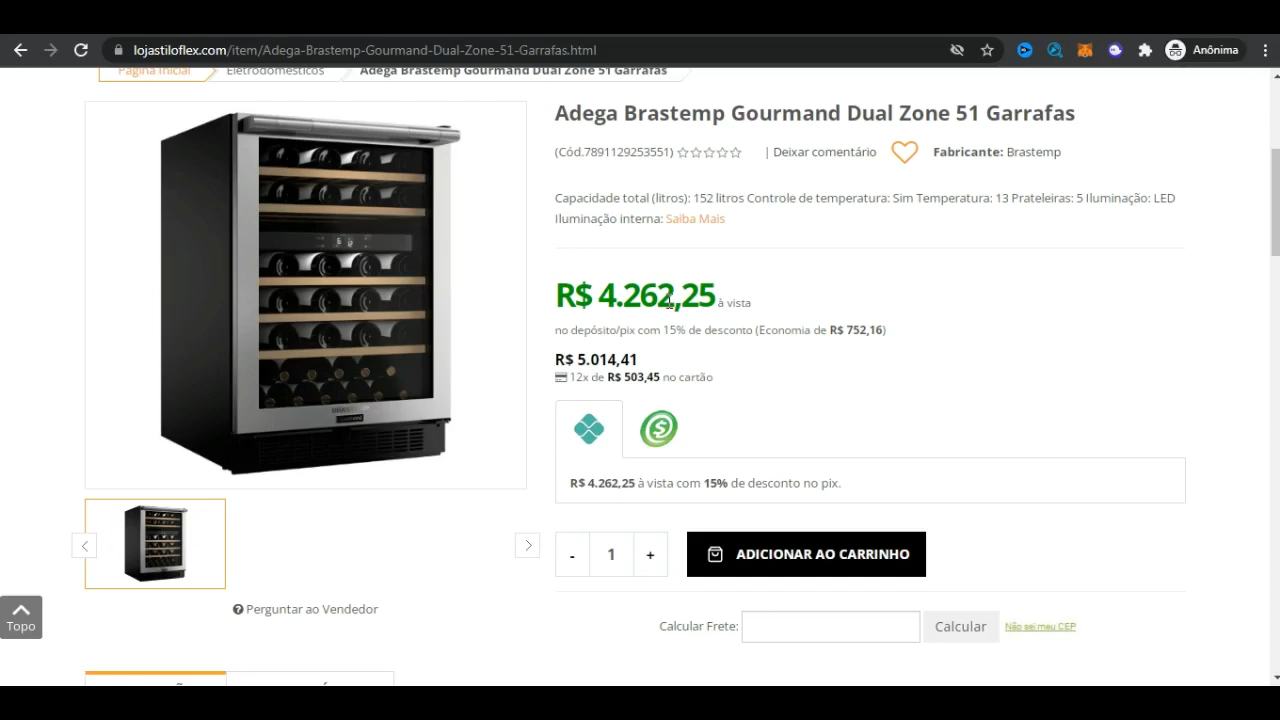 lojastiloflex.com/item/Adega-Brastemp-Gourmand-Dual-Zone-51-Garrafas.html
Anônima
Página Inicial
Eletrodomésticos
Adega Brastemp Gourmand Dual Zone 51 Garrafas
Adega Brastemp Gourmand Dual Zone 51 Garrafas
(Cód.7891129253551)
| Deixar comentário
Fabricante: Brastemp
Capacidade total (litros): 152 litros Controle de temperatura: Sim Temperatura: 13 Prateleiras: 5 Iluminação: LED
Iluminação interna: Saiba Mais
R$ 4.262,25 à vista
no depósito/pix com 15% de desconto (Economia de R$ 752,16)
R$ 5.014,41
12x de R$ 503,45 no cartão
R$ 4.262,25 à vista com 15% de desconto no pix.
- 1 +
ADICIONAR AO CARRINHO
Perguntar ao Vendedor
Topo
Calcular Frete:
Calcular
Não sei meu CEP